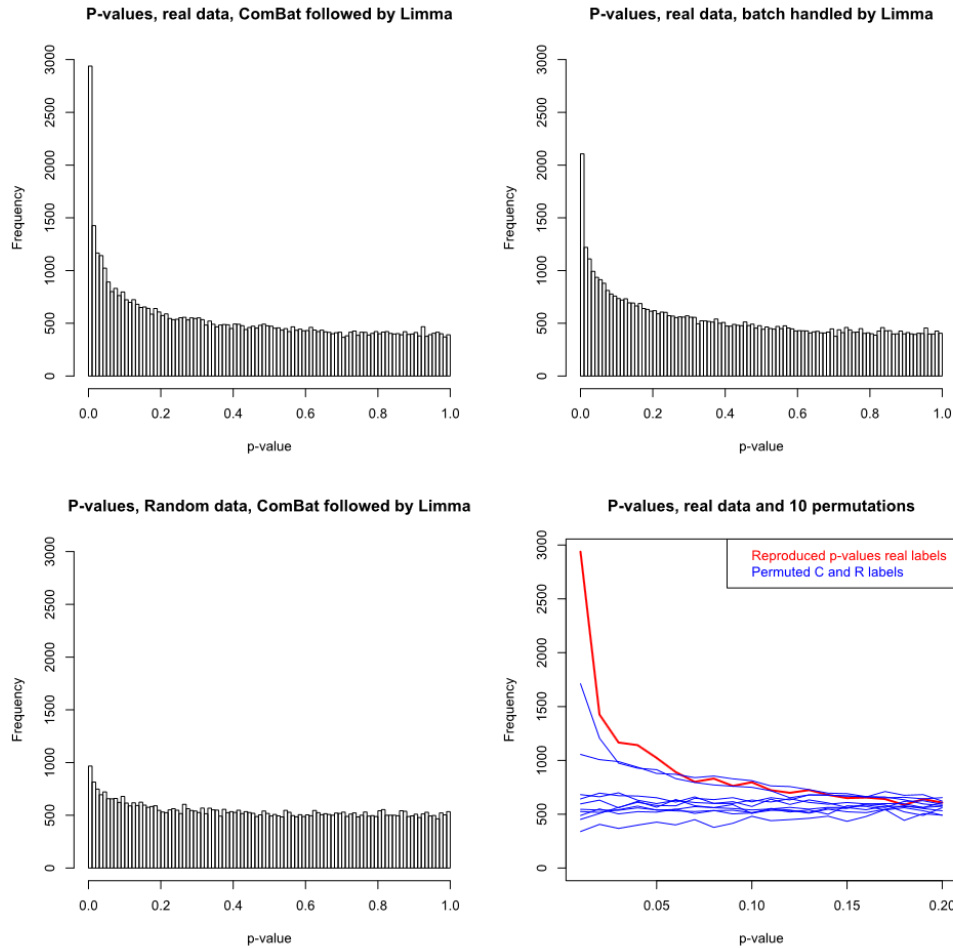 P-values, real data, ComBat followed by Limma
Frequency
3000
2500
2000
1500
1000
500
0
0.0 0.2 0.4 0.6 0.8 1.0
p-value
P-values, real data, batch handled by Limma
Frequency
3000
2500
2000
1500
1000
500
0
0.0 0.2 0.4 0.6 0.8 1.0
p-value
P-values, Random data, ComBat followed by Limma
Frequency
3000
2500
2000
1500
1000
500
0
0.0 0.2 0.4 0.6 0.8 1.0
p-value
P-values, real data and 10 permutations
Reproduced p-values real labels
Permuted C and R labels
Frequency
3000
2500
2000
1500
1000
500
0
0.05 0.10 0.15 0.20
p-value